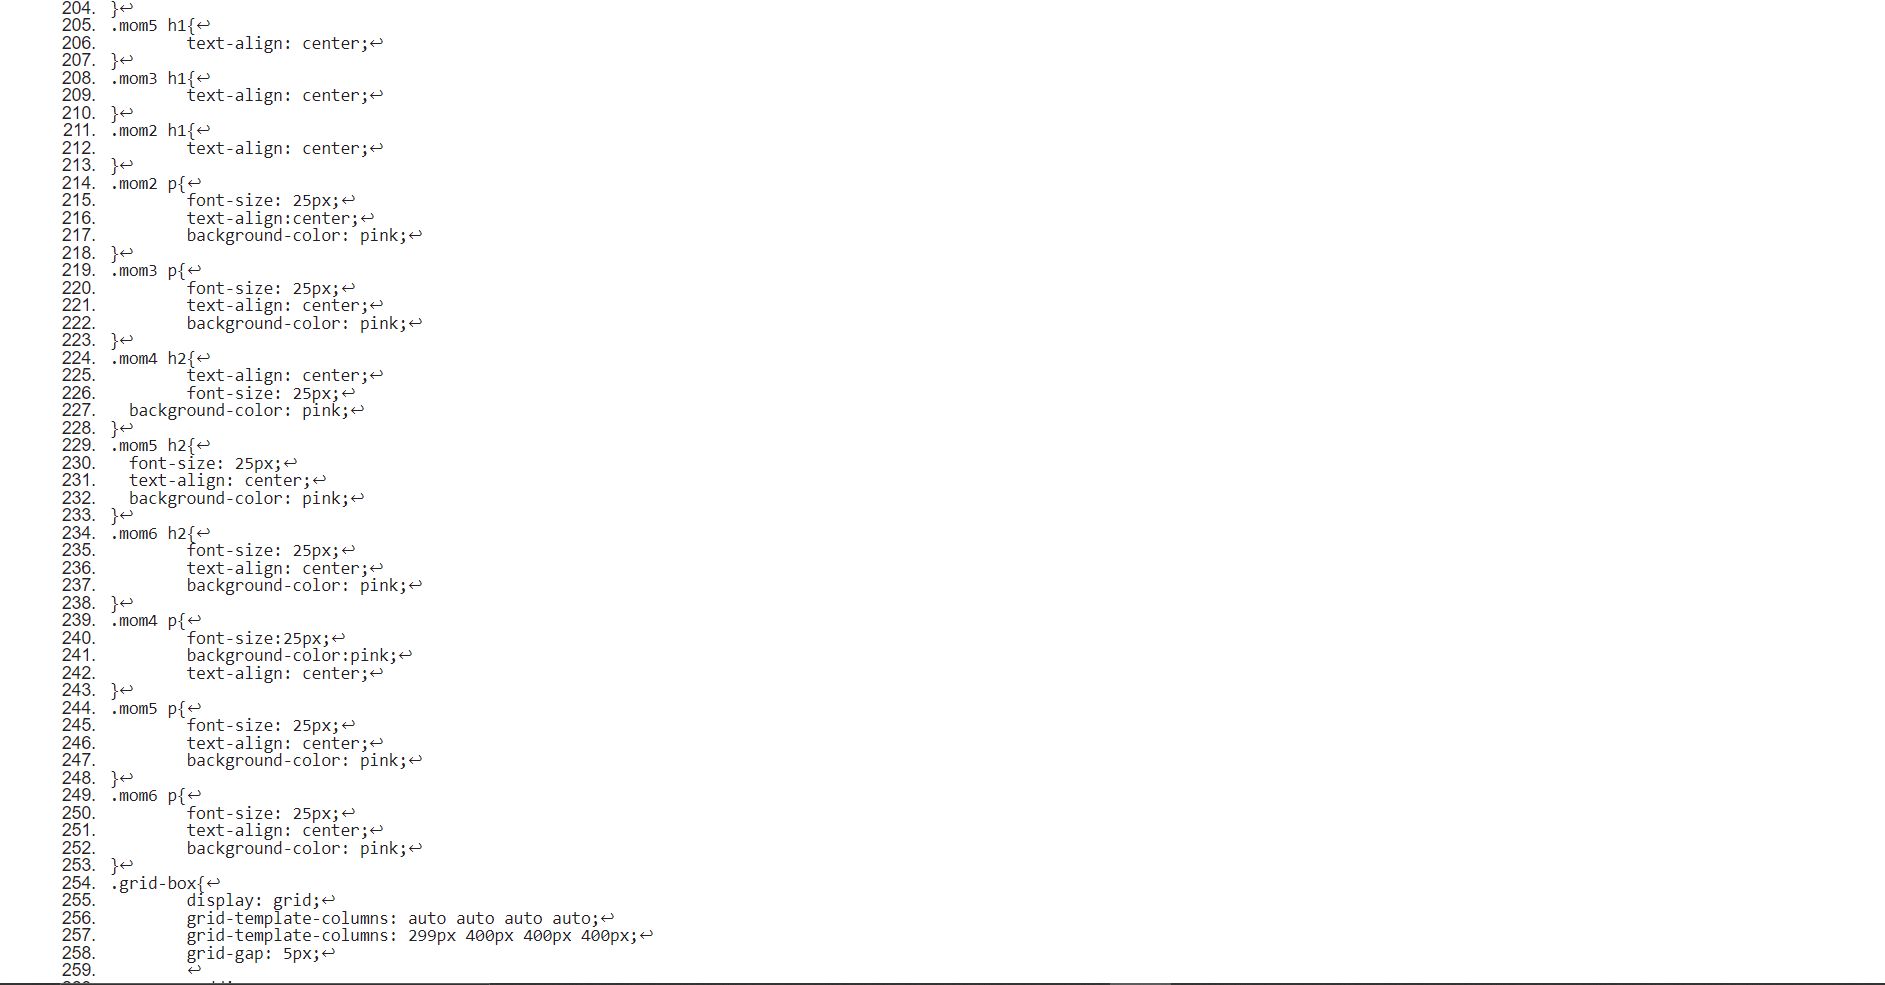 204. }↩
205. .mom5 h1{↩
206. text-align: center;↩
207. }↩
208. .mom3 h1{↩
209. text-align: center;↩
210. }↩
211. .mom2 h1{↩
212. text-align: center;↩
213. }↩
214. .mom2 p{↩
215. font-size: 25px;↩
216. text-align:center;↩
217. background-color: pink;↩
218. }↩
219. .mom3 p{↩
220. font-size: 25px;↩
221. text-align: center;↩
222. background-color: pink;↩
223. }↩
224. .mom4 h2{↩
225. text-align: center;↩
226. font-size: 25px;↩
227. background-color: pink;↩
228. }↩
229. .mom5 h2{↩
230. font-size: 25px;↩
231. text-align: center;↩
232. background-color: pink;↩
233. }↩
234. .mom6 h2{↩
235. font-size: 25px;↩
236. text-align: center;↩
237. background-color: pink;↩
238. }↩
239. .mom4 p{↩
240. font-size:25px;↩
241. background-color:pink;↩
242. text-align: center;↩
243. }↩
244. .mom5 p{↩
245. font-size: 25px;↩
246. text-align: center;↩
247. background-color: pink;↩
248. }↩
249. .mom6 p{↩
250. font-size: 25px;↩
251. text-align: center;↩
252. background-color: pink;↩
253. }↩
254. .grid-box{↩
255. display: grid;↩
256. grid-template-columns: auto auto auto auto;↩
257. grid-template-columns: 299px 400px 400px 400px;↩
258. grid-gap: 5px;↩
259. ↩